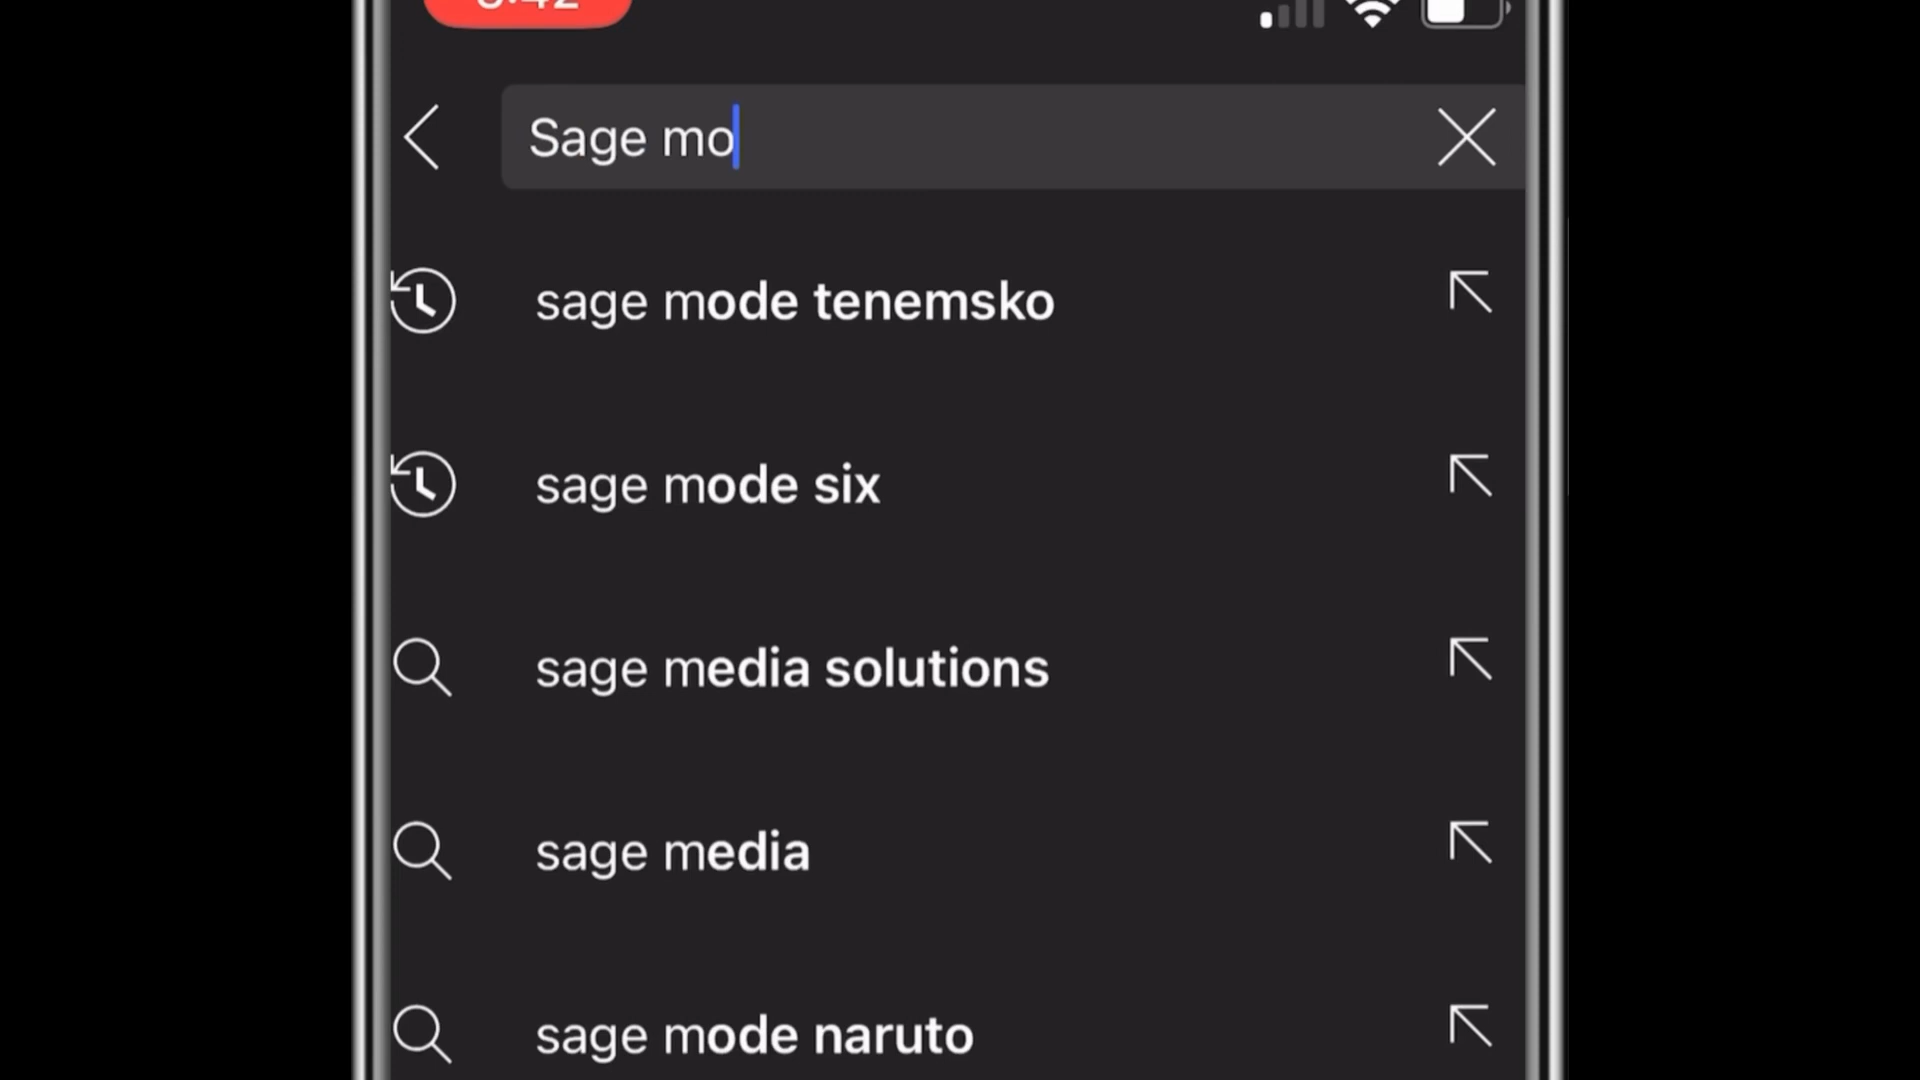 Sage mo
sage mode tenemsko
sage mode six
sage media solutions
sage media
sage mode naruto